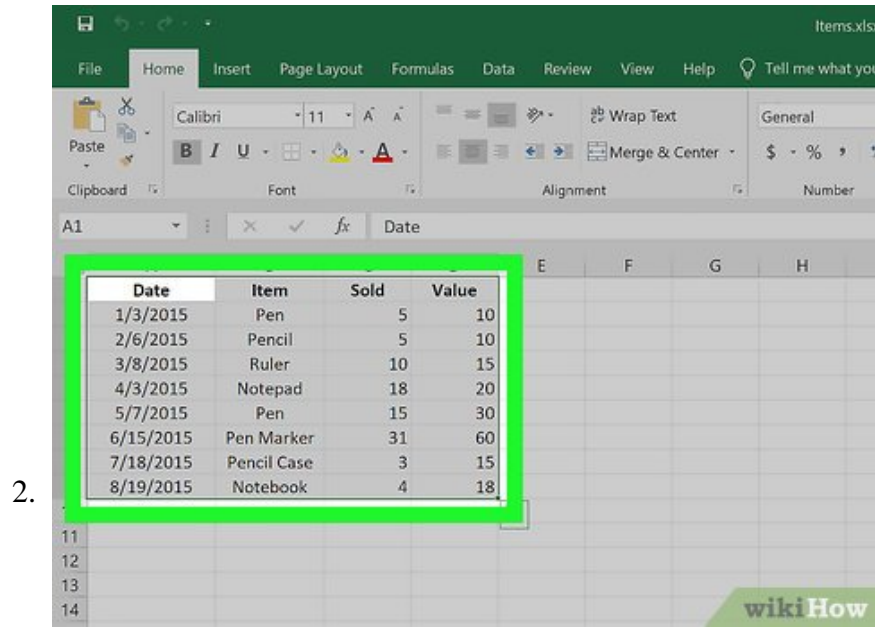 Items.xls
File Home Insert Page Layout Formulas Data Review View Help Tell me what you
Calibri 11 A A ab Wrap Text General
Paste B I U A Merge & Center $ % ,
Clipboard Font Alignment Number
A1 fx Date
E F G H
Date Item Sold Value
1/3/2015 Pen 5 10
2/6/2015 Pencil 5 10
3/8/2015 Ruler 10 15
4/3/2015 Notepad 18 20
5/7/2015 Pen 15 30
6/15/2015 Pen Marker 31 60
7/18/2015 Pencil Case 3 15
2. 8/19/2015 Notebook 4 18
11
12
13
14
wikiHow